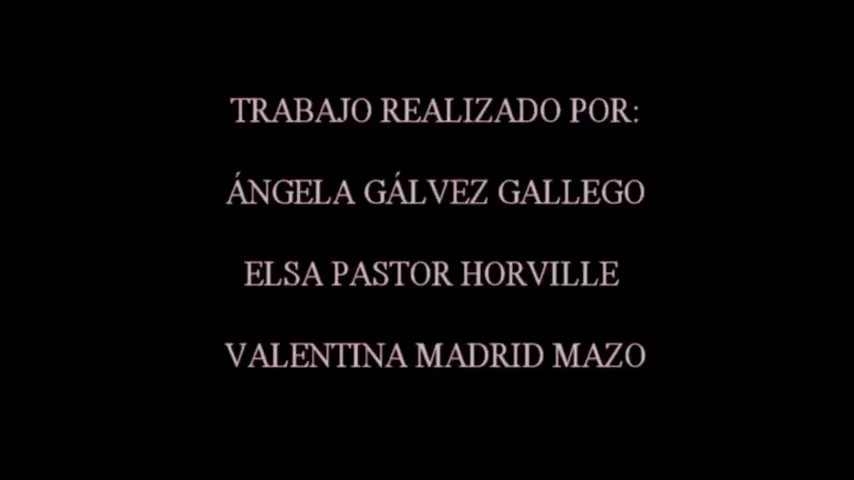 TRABAJO REALIZADO POR:
ÁNGELA GÁLVEZ GALLEGO
ELSA PASTOR HORVILLE
VALENTINA MADRID MAZO